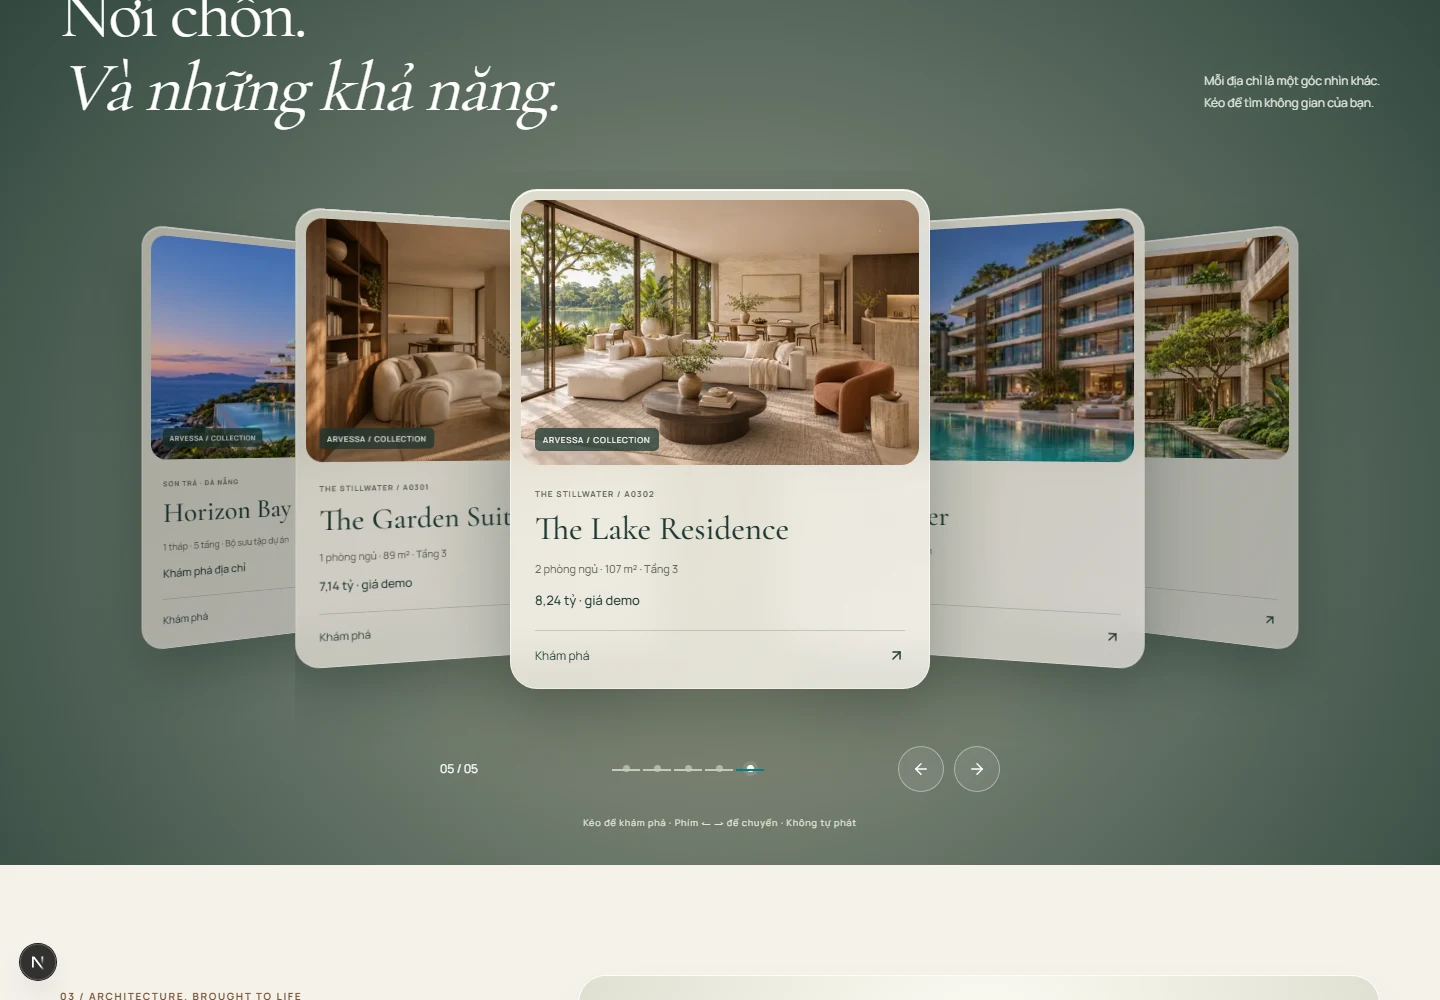 Nơi chốn.
Và những khả năng.
Mỗi địa chỉ là một góc nhìn khác.
Kéo để tìm không gian của bạn.
ARVESSA / COLLECTION
SƠN TRÀ · ĐÀ NẴNG
Horizon Bay
1 tháp · 5 tầng · Bộ sưu tập dự án
Khám phá địa chỉ
Khám phá
ARVESSA / COLLECTION
THE STILLWATER / A0301
The Garden Suit
1 phòng ngủ · 89 m² · Tầng 3
7,14 tỷ · giá demo
Khám phá
ARVESSA / COLLECTION
THE STILLWATER / A0302
The Lake Residence
2 phòng ngủ · 107 m² · Tầng 3
8,24 tỷ · giá demo
Khám phá
er
05 / 05
Kéo để khám phá · Phím ← → để chuyển · Không tự phát
N
03 / ARCHITECTURE, BROUGHT TO LIFE